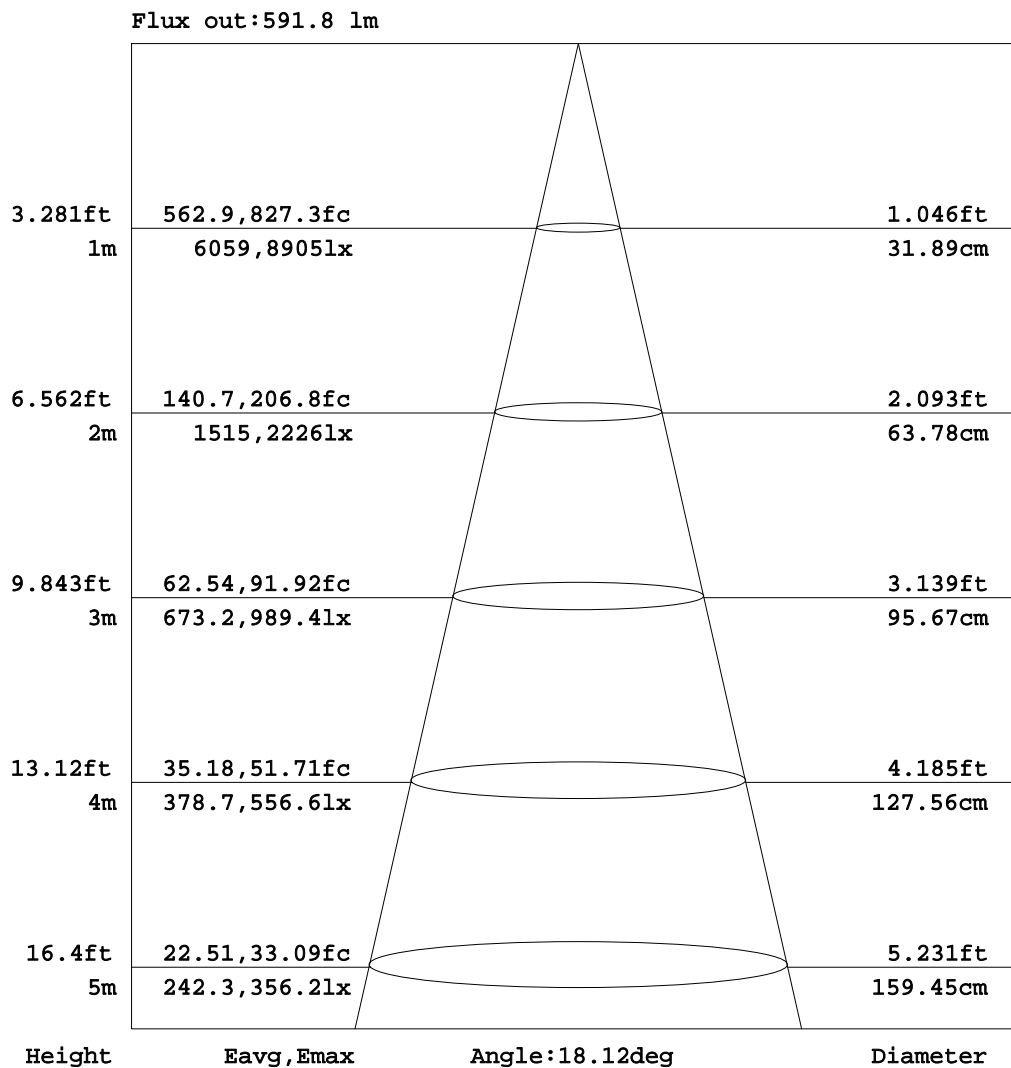 Flux out:591.8 lm
3.281ft 562.9,827.3fc 1.046ft
1m 6059,8905lx 31.89cm
6.562ft 140.7,206.8fc 2.093ft
2m 1515,2226lx 63.78cm
9.843ft 62.54,91.92fc 3.139ft
3m 673.2,989.4lx 95.67cm
13.12ft 35.18,51.71fc 4.185ft
4m 378.7,556.6lx 127.56cm
16.4ft 22.51,33.09fc 5.231ft
5m 242.3,356.2lx 159.45cm
Height Eavg,Emax Angle:18.12deg Diameter